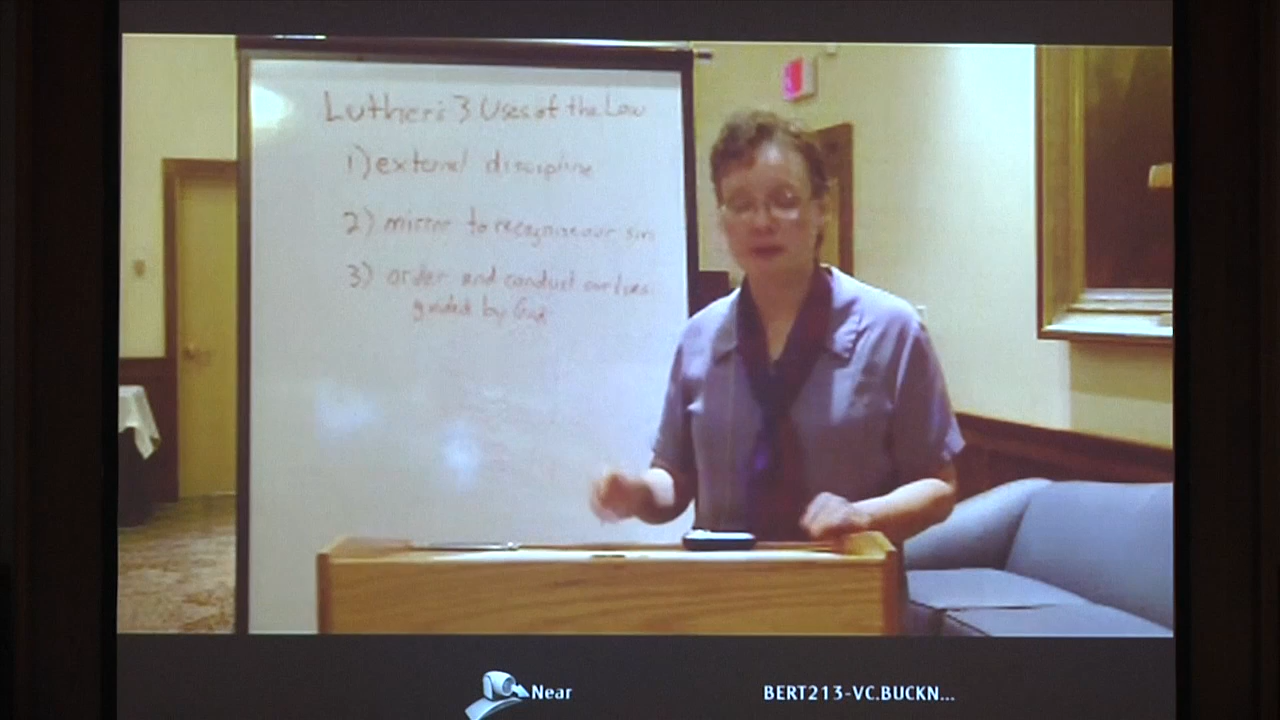 Luther's 3 Uses of the Law
1) external discipline
2) mirror to recognize our sin
3) order and conduct our lives
guided by God
Near
BERT213-VC.BUCKN...